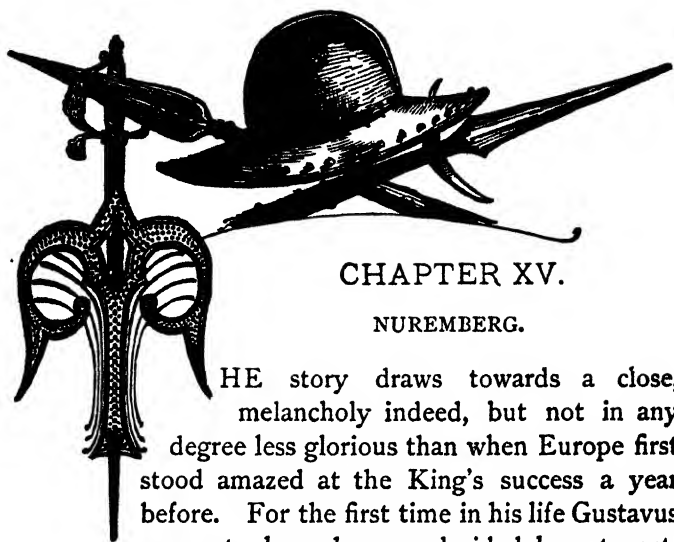 CHAPTER XV.
NUREMBERG.
THE story draws towards a close,
melancholy indeed, but not in any
degree less glorious than when Europe first
stood amazed at the King's success a year
before. For the first time in his life Gustavus